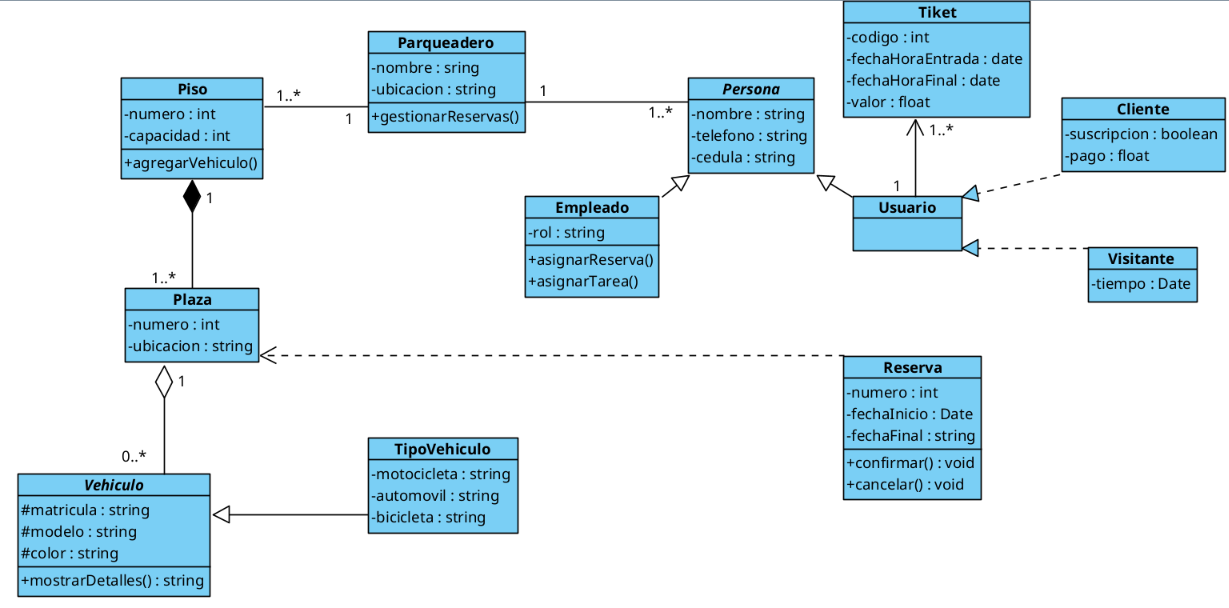 Tiket
-codigo : int
-fechaHoraEntrada : date
-fechaHoraFinal : date
-valor : float
Parqueadero
-nombre : sring
-ubicacion : string
+gestionarReservas()
Piso
-numero : int
-capacidad : int
+agregarVehiculo()
1..*
1
1
1..*
Persona
-nombre : string
-telefono : string
-cedula : string
Cliente
-suscripcion : boolean
-pago : float
1..*
1
Empleado
-rol : string
+asignarReserva()
+asignarTarea()
Usuario
Visitante
-tiempo : Date
1
1..*
Plaza
-numero : int
-ubicacion : string
1
0..*
Reserva
-numero : int
-fechaInicio : Date
-fechaFinal : string
+confirmar() : void
+cancelar() : void
TipoVehiculo
-motocicleta : string
-automovil : string
-bicicleta : string
Vehiculo
#matricula : string
#modelo : string
#color : string
+mostrarDetalles() : string